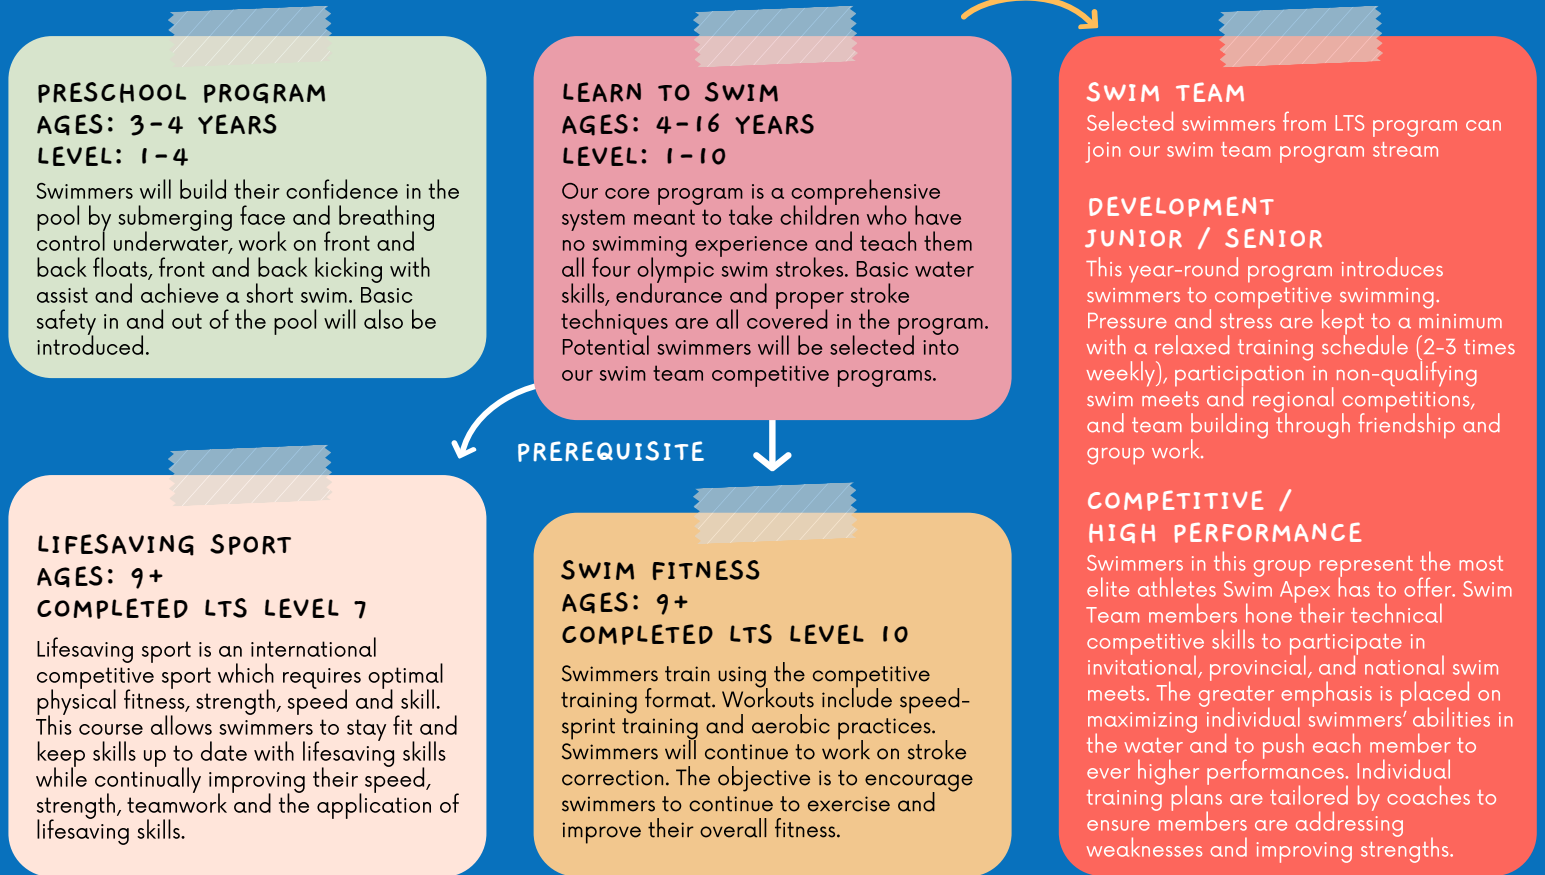 PRESCHOOL PROGRAM
AGES: 3-4 YEARS
LEVEL: 1-4
Swimmers will build their confidence in the
pool by submerging face and breathing
control underwater, work on front and
back floats, front and back kicking with
assist and achieve a short swim. Basic
safety in and out of the pool will also be
introduced.
LEARN TO SWIM
AGES: 4-16 YEARS
LEVEL: 1-10
Our core program is a comprehensive
system meant to take children who have
no swimming experience and teach them
all four olympic swim strokes. Basic water
skills, endurance and proper stroke
techniques are all covered in the program.
Potential swimmers will be selected into
our swim team competitive programs.
PREREQUISITE
LIFESAVING SPORT
AGES: 9+
COMPLETED LTS LEVEL 7
Lifesaving sport is an international
competitive sport which requires optimal
physical fitness, strength, speed and skill.
This course allows swimmers to stay fit and
keep skills up to date with lifesaving skills
while continually improving their speed,
strength, teamwork and the application of
lifesaving skills.
SWIM FITNESS
AGES: 9+
COMPLETED LTS LEVEL 10
Swimmers train using the competitive
training format. Workouts include speed-
sprint training and aerobic practices.
Swimmers will continue to work on stroke
correction. The objective is to encourage
swimmers to continue to exercise and
improve their overall fitness.
SWIM TEAM
Selected swimmers from LTS program can
join our swim team program stream
DEVELOPMENT
JUNIOR / SENIOR
This year-round program introduces
swimmers to competitive swimming.
Pressure and stress are kept to a minimum
with a relaxed training schedule (2-3 times
weekly), participation in non-qualifying
swim meets and regional competitions,
and team building through friendship and
group work.
COMPETITIVE /
HIGH PERFORMANCE
Swimmers in this group represent the most
elite athletes Swim Apex has to offer. Swim
Team members hone their technical
competitive skills to participate in
invitational, provincial, and national swim
meets. The greater emphasis is placed on
maximizing individual swimmers' abilities in
the water and to push each member to
ever higher performances. Individual
training plans are tailored by coaches to
ensure members are addressing
weaknesses and improving strengths.